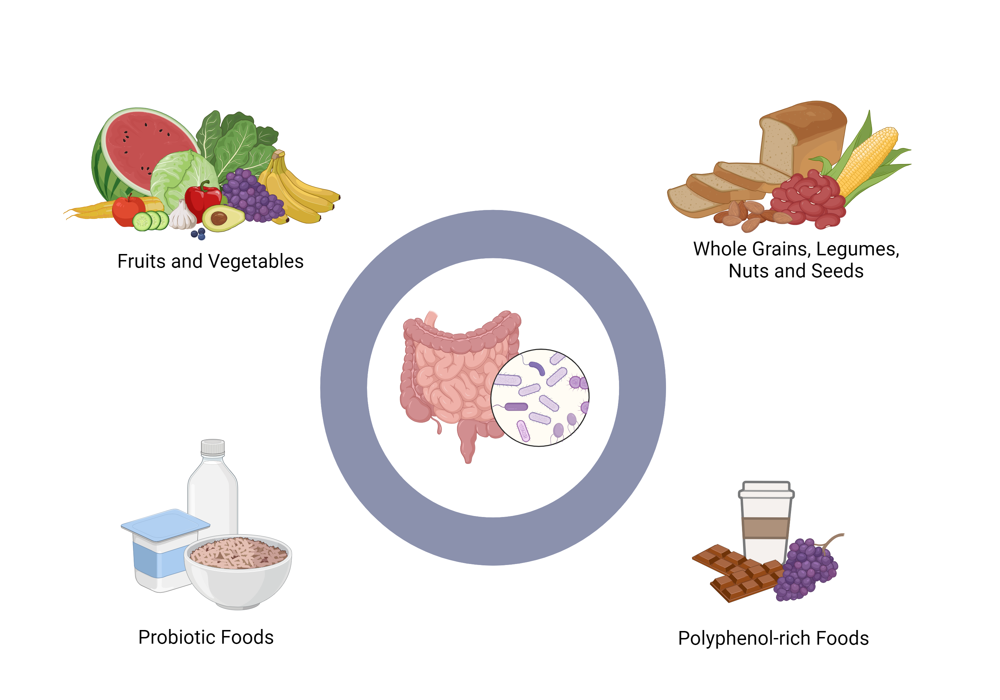 Fruits and Vegetables
Whole Grains, Legumes,
Nuts and Seeds
Probiotic Foods
Polyphenol-rich Foods